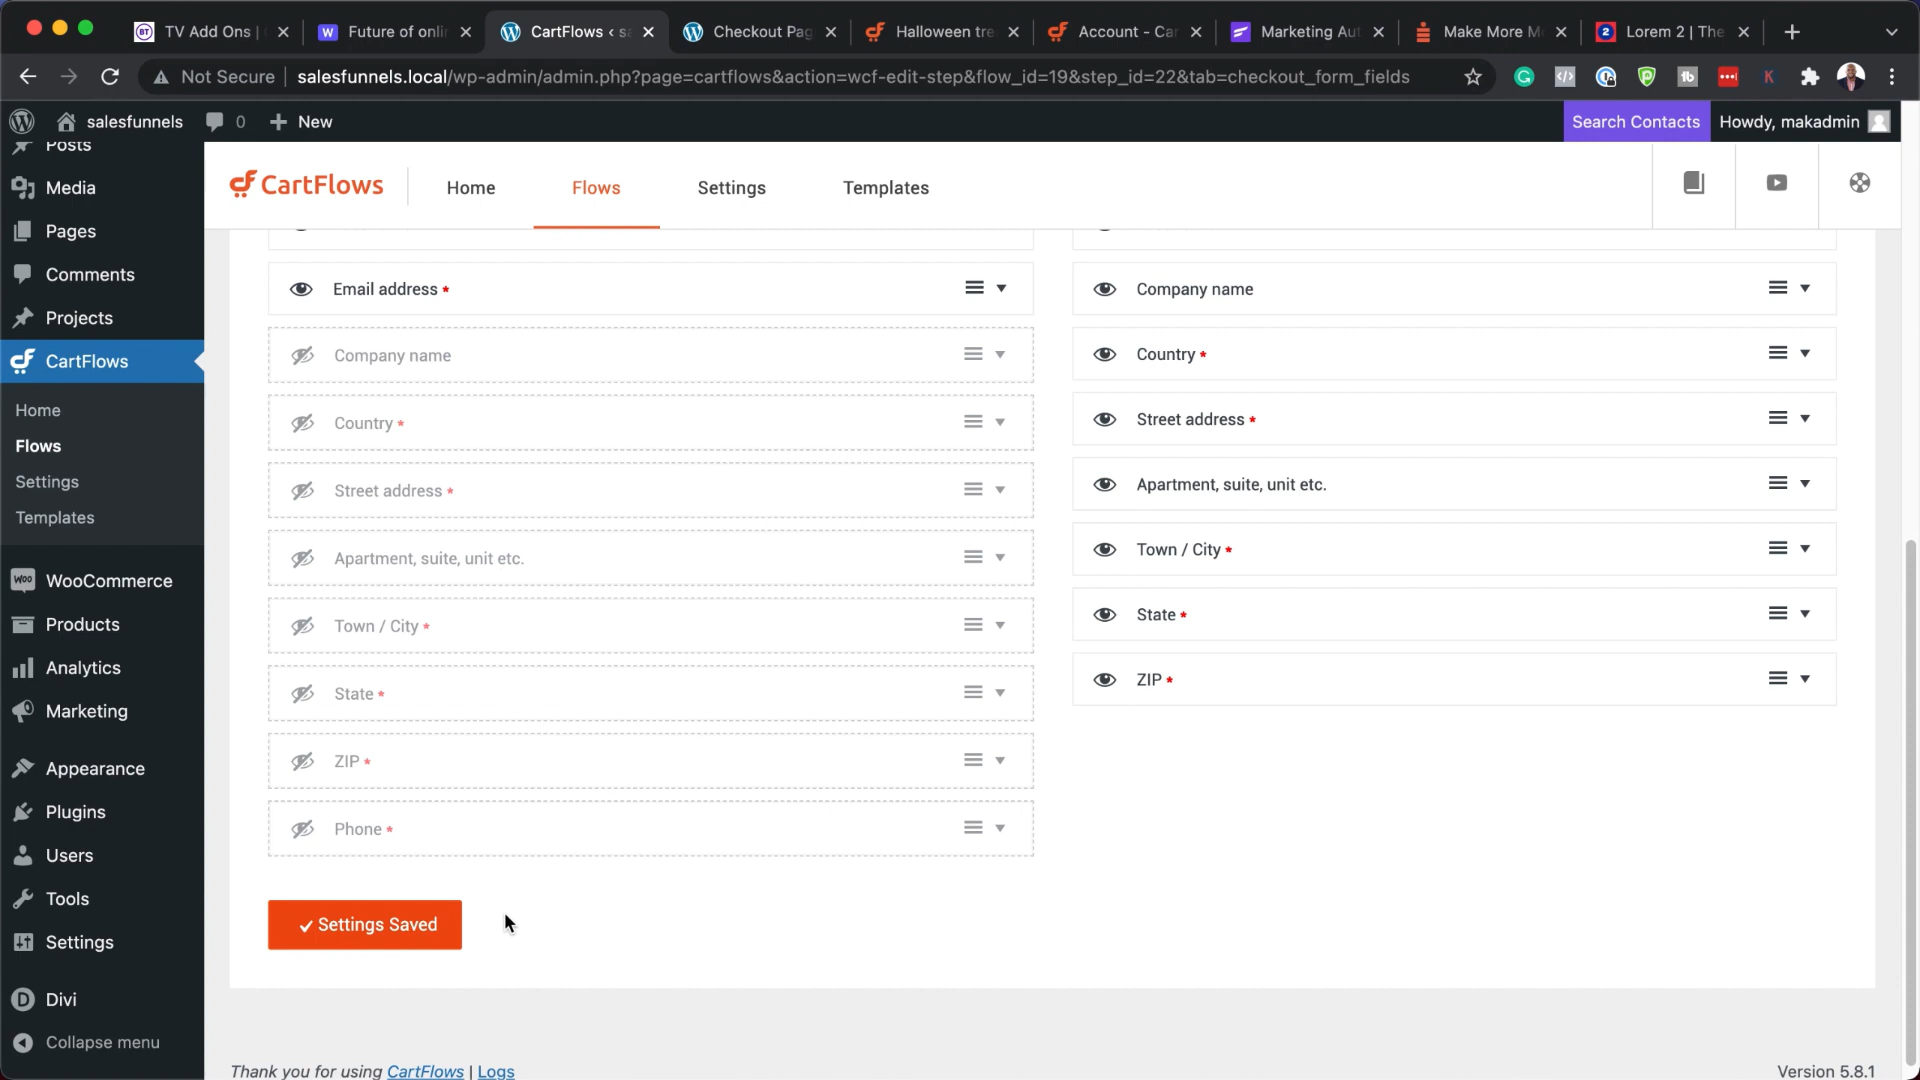 TV Add Ons |
Future of onli
CartFlows ‹ sa
Checkout Pag
Halloween tre
Account - Car
Marketing Aut
Make More M
Lorem 2 | The
Not Secure
salesfunnels.local/wp-admin/admin.php?page=cartflows&action=wcf-edit-step&flow_id=19&step_id=22&tab=checkout_form_fields
salesfunnels
0
New
Search Contacts
Howdy, makadmin
Posts
Media
Pages
Comments
Projects
CartFlows
Home
Flows
Settings
Templates
WooCommerce
Products
Analytics
Marketing
Appearance
Plugins
Users
Tools
Settings
Divi
Collapse menu
CartFlows
Home
Flows
Settings
Templates
Email address *
Company name
Country *
Street address *
Apartment, suite, unit etc.
Town / City *
State *
ZIP *
Phone *
Company name
Country *
Street address *
Apartment, suite, unit etc.
Town / City *
State *
ZIP *
✓ Settings Saved
Thank you for using CartFlows | Logs
Version 5.8.1